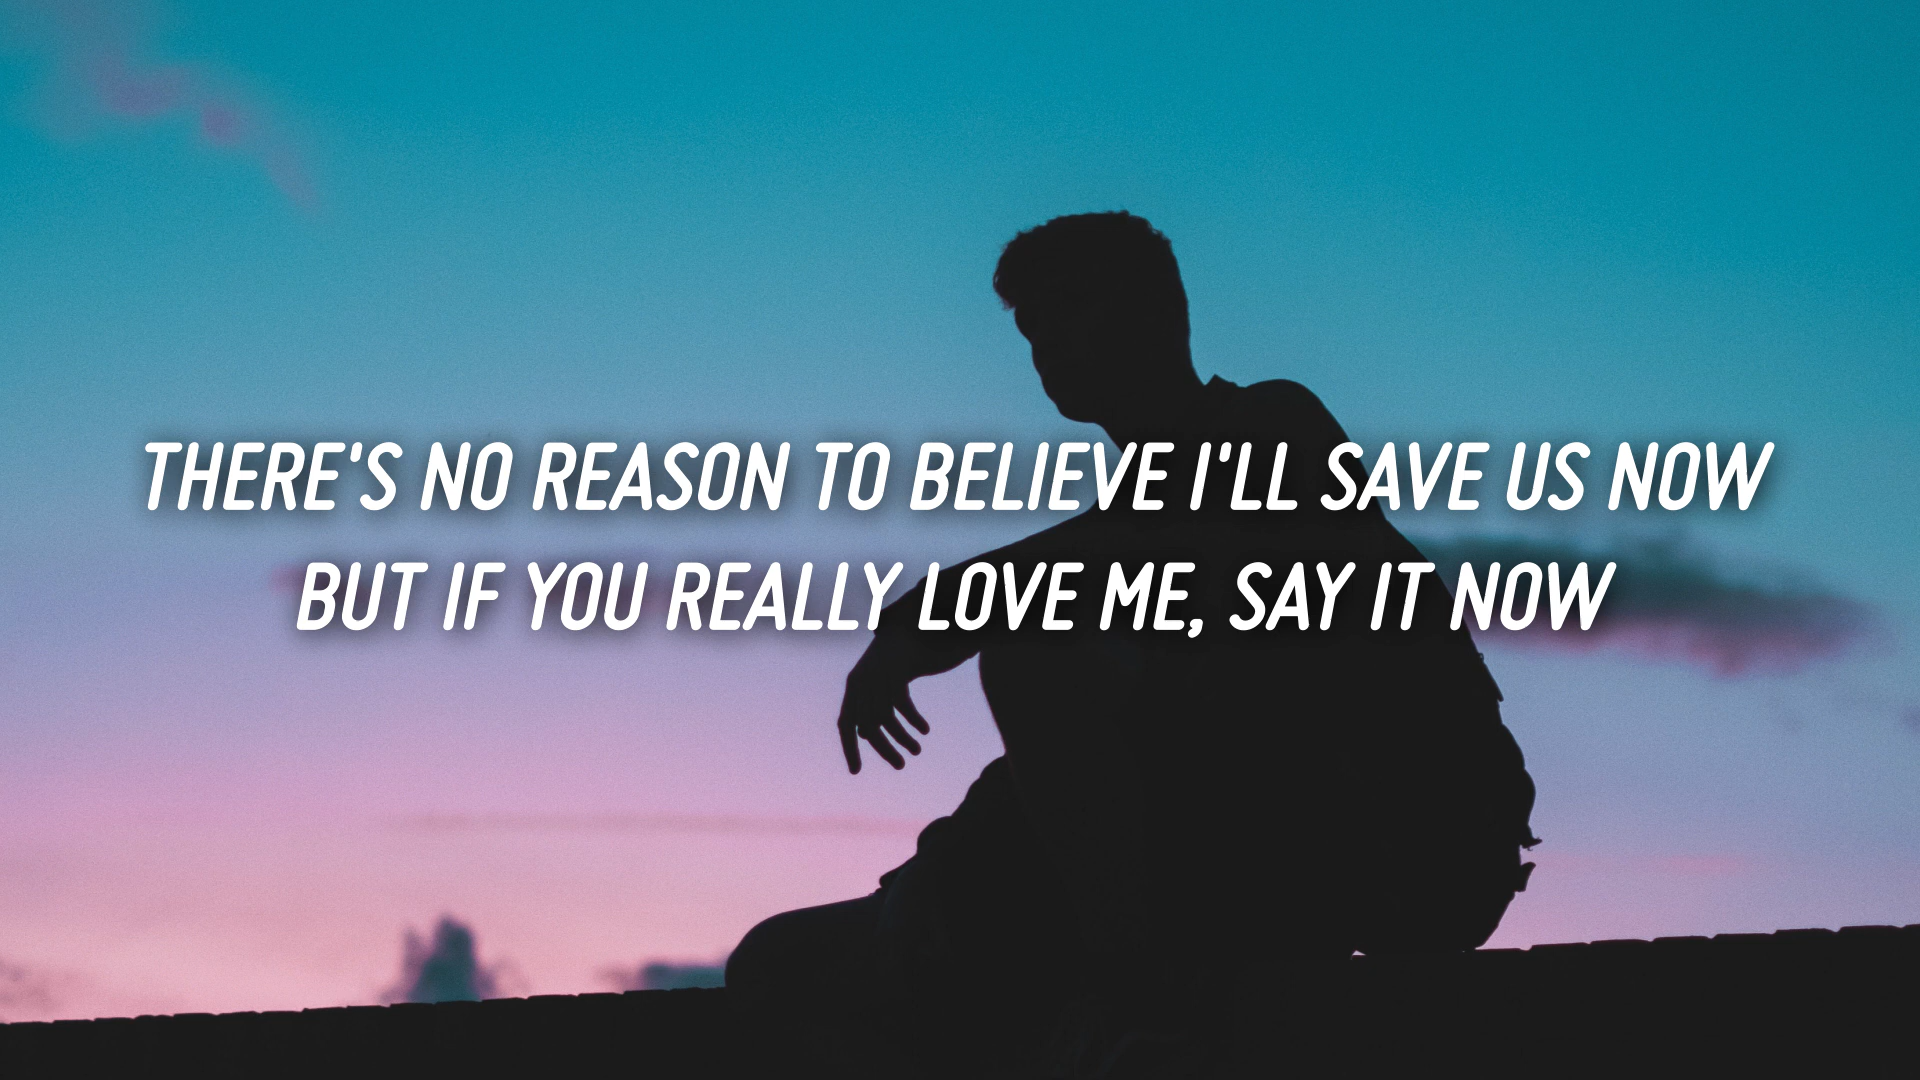 THERE'S NO REASON TO BELIEVE I'LL SAVE US NOW
BUT IF YOU REALLY LOVE ME, SAY IT NOW